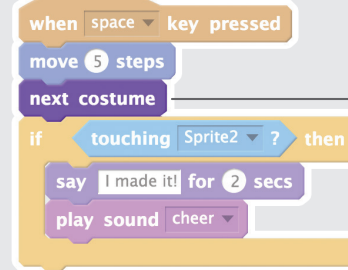 when space key pressed
move 5 steps
next costume
if touching Sprite2 ? then
say I made it! for 2 secs
play sound cheer